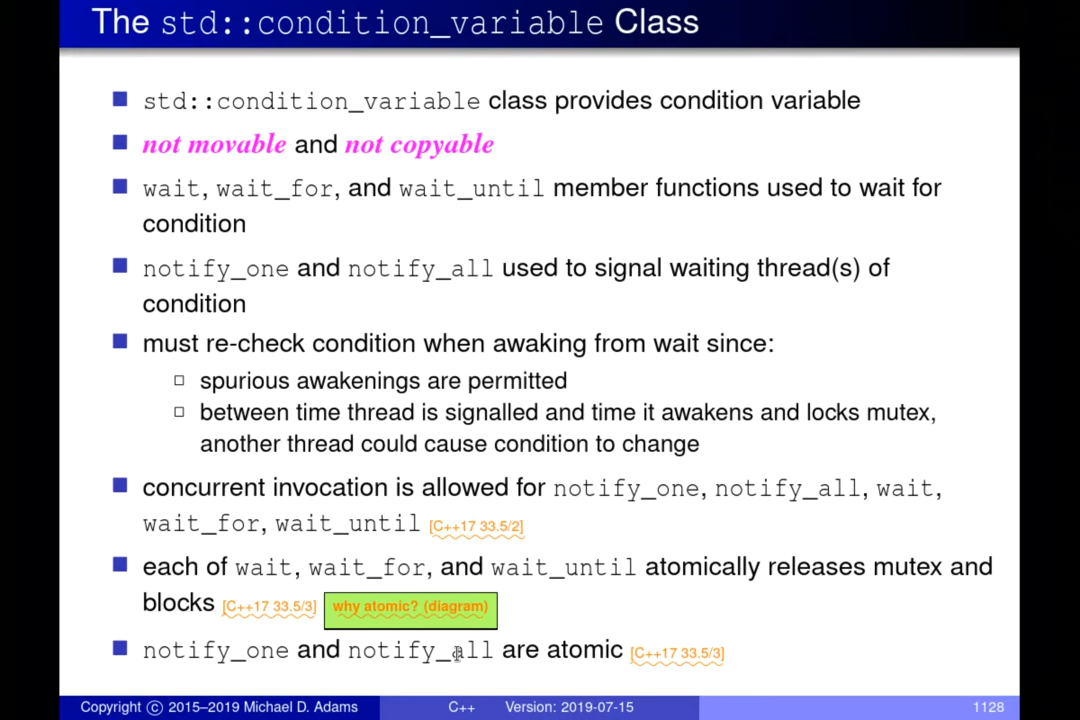 The std::condition_variable Class
std::condition_variable class provides condition variable
not movable and not copyable
wait, wait_for, and wait_until member functions used to wait for
condition
notify_one and notify_all used to signal waiting thread(s) of
condition
must re-check condition when awaking from wait since:
spurious awakenings are permitted
between time thread is signalled and time it awakens and locks mutex,
another thread could cause condition to change
concurrent invocation is allowed for notify_one, notify_all, wait,
wait_for, wait_until [C++17 33.5/2]
each of wait, wait_for, and wait_until atomically releases mutex and
blocks [C++17 33.5/3] why atomic? (diagram)
notify_one and notify_all are atomic [C++17 33.5/3]
Copyright © 2015–2019 Michael D. Adams C++ Version: 2019-07-15 1128